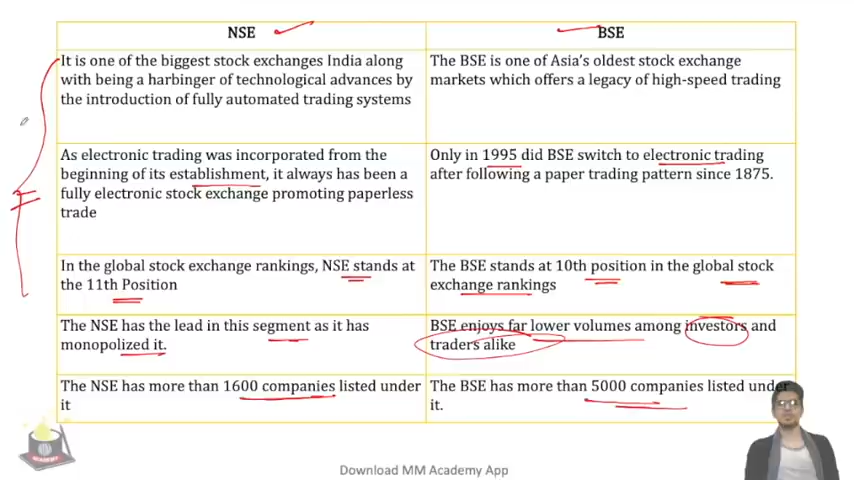 NSE
BSE
It is one of the biggest stock exchanges India along
with being a harbinger of technological advances by
the introduction of fully automated trading systems
The BSE is one of Asia's oldest stock exchange
markets which offers a legacy of high-speed trading
As electronic trading was incorporated from the
beginning of its establishment, it always has been a
fully electronic stock exchange promoting paperless
trade
Only in 1995 did BSE switch to electronic trading
after following a paper trading pattern since 1875.
In the global stock exchange rankings, NSE stands at
the 11th Position
The BSE stands at 10th position in the global stock
exchange rankings
The NSE has the lead in this segment as it has
monopolized it.
BSE enjoys far lower volumes among investors and
traders alike
The NSE has more than 1600 companies listed under
it
The BSE has more than 5000 companies listed under
it.
Download MM Academy App